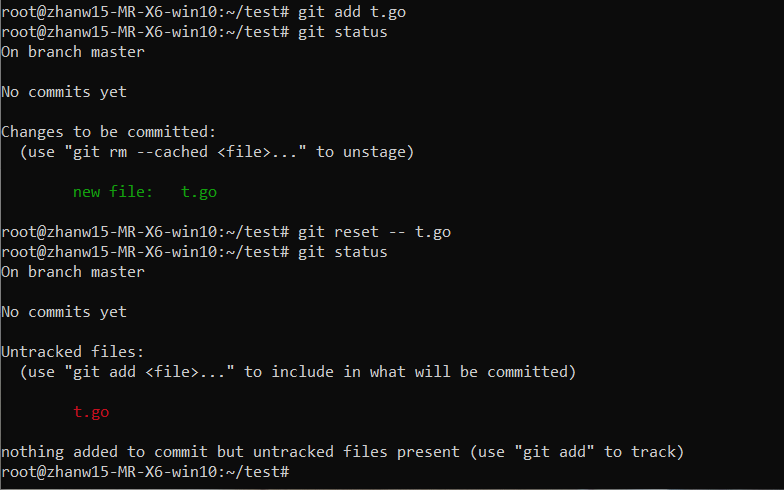 root@zhanw15-MR-X6-win10:~/test# git add t.go
root@zhanw15-MR-X6-win10:~/test# git status
On branch master

No commits yet

Changes to be committed:
  (use "git rm --cached <file>..." to unstage)

        new file:   t.go

root@zhanw15-MR-X6-win10:~/test# git reset -- t.go
root@zhanw15-MR-X6-win10:~/test# git status
On branch master

No commits yet

Untracked files:
  (use "git add <file>..." to include in what will be committed)

        t.go

nothing added to commit but untracked files present (use "git add" to track)
root@zhanw15-MR-X6-win10:~/test#